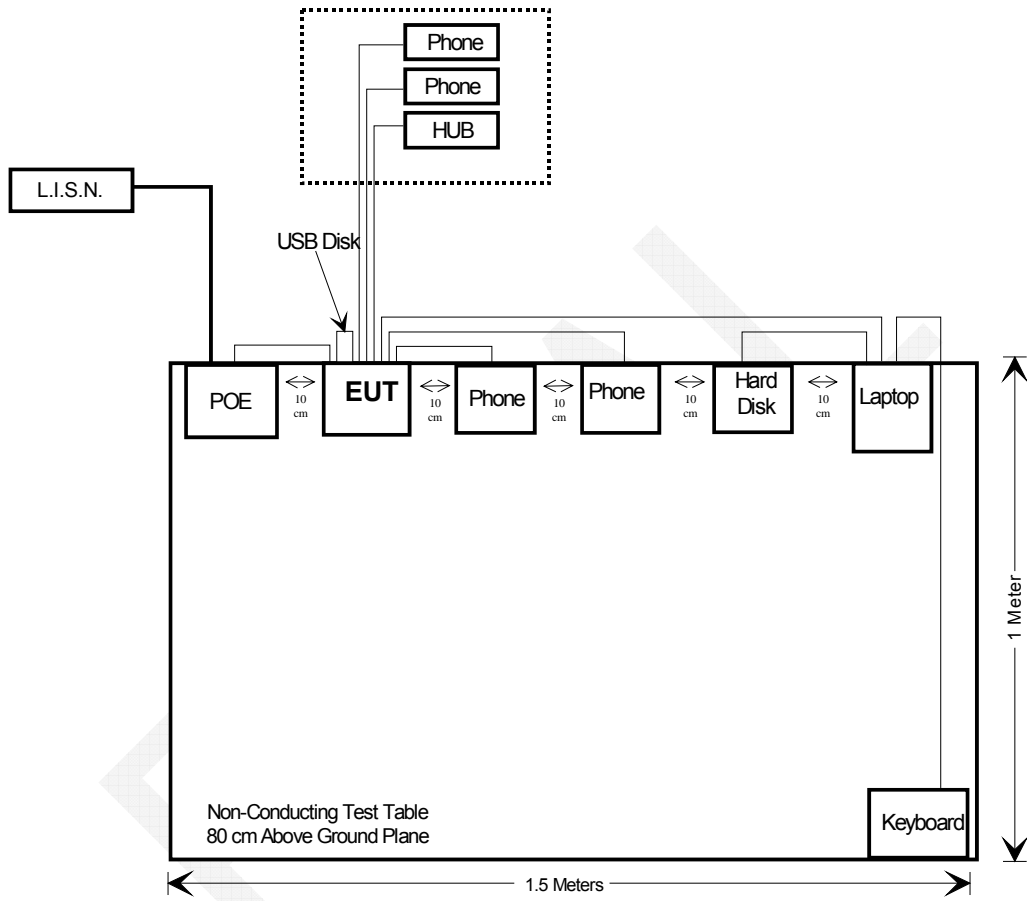 Phone
Phone
HUB
L.I.S.N.
USB Disk
POE
10
cm
EUT
10
cm
Phone
10
cm
Phone
10
cm
Hard
Disk
10
cm
Laptop
1 Meter
Non-Conducting Test Table
80 cm Above Ground Plane
Keyboard
1.5 Meters